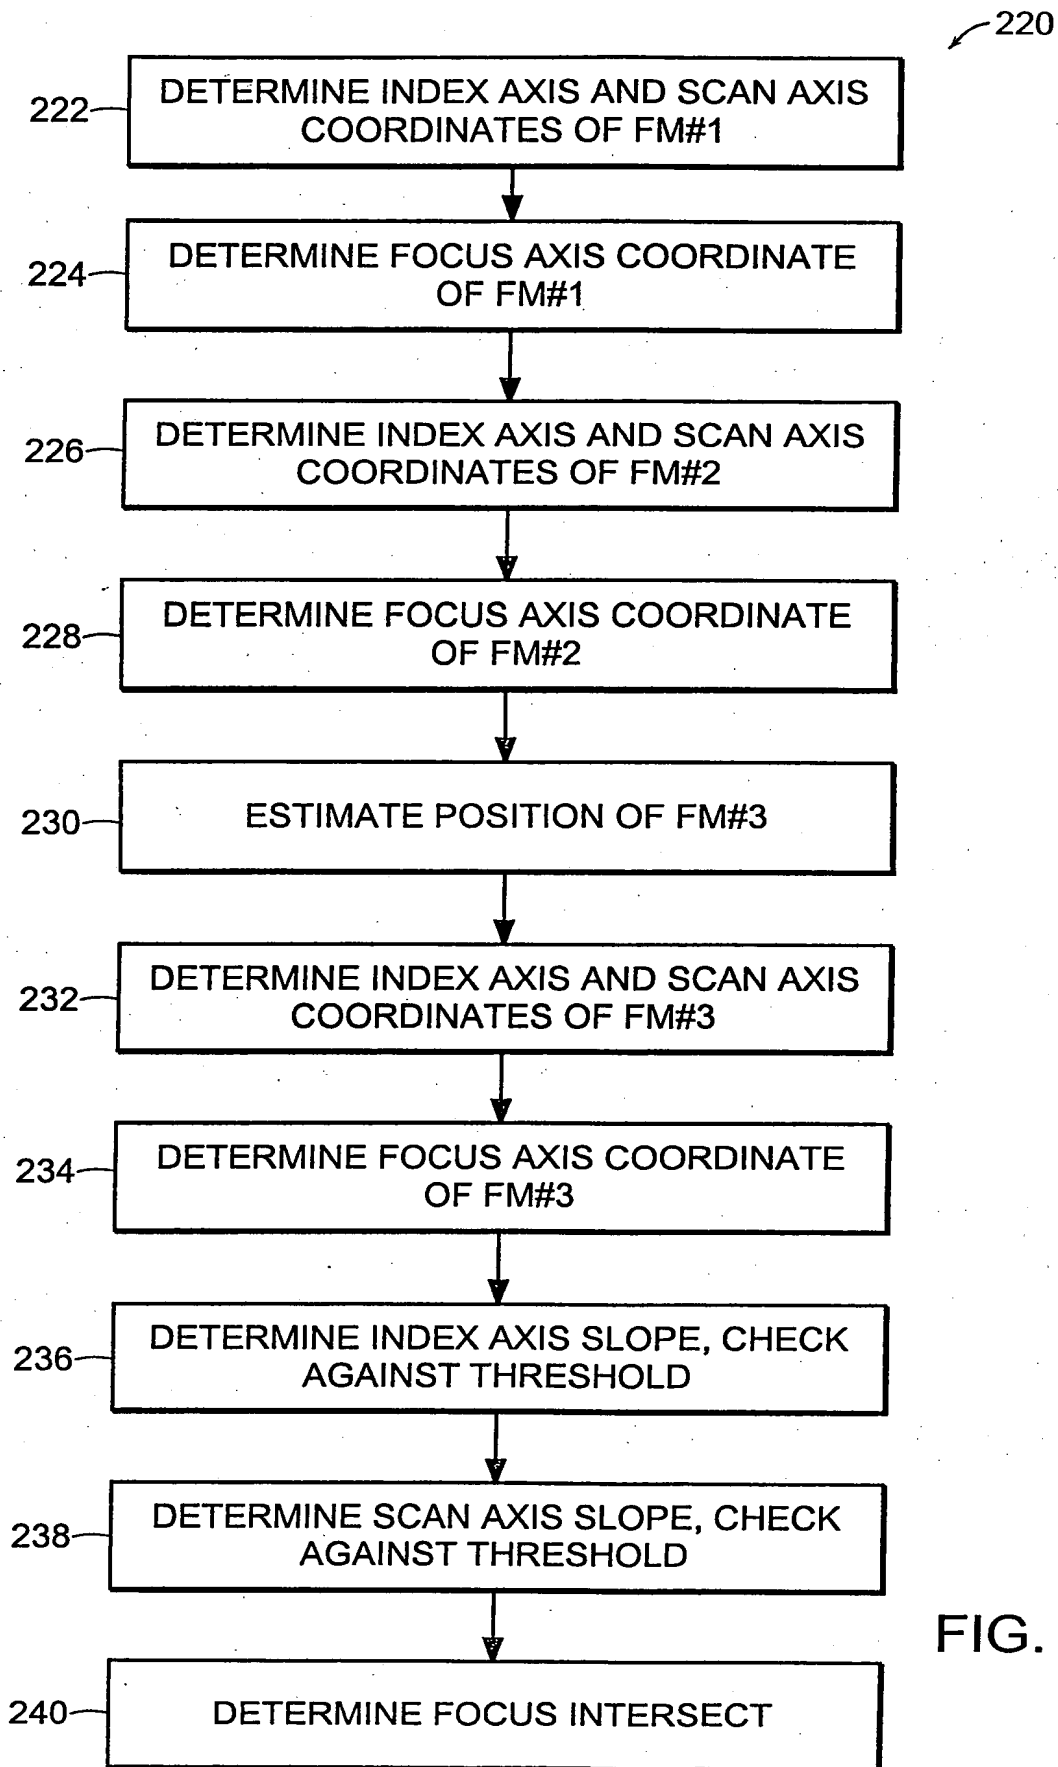 220
222
DETERMINE INDEX AXIS AND SCAN AXIS
COORDINATES OF FM#1
224
DETERMINE FOCUS AXIS COORDINATE
OF FM#1
226
DETERMINE INDEX AXIS AND SCAN AXIS
COORDINATES OF FM#2
228
DETERMINE FOCUS AXIS COORDINATE
OF FM#2
230
ESTIMATE POSITION OF FM#3
232
DETERMINE INDEX AXIS AND SCAN AXIS
COORDINATES OF FM#3
234
DETERMINE FOCUS AXIS COORDINATE
OF FM#3
236
DETERMINE INDEX AXIS SLOPE, CHECK
AGAINST THRESHOLD
238
DETERMINE SCAN AXIS SLOPE, CHECK
AGAINST THRESHOLD
FIG.
240
DETERMINE FOCUS INTERSECT